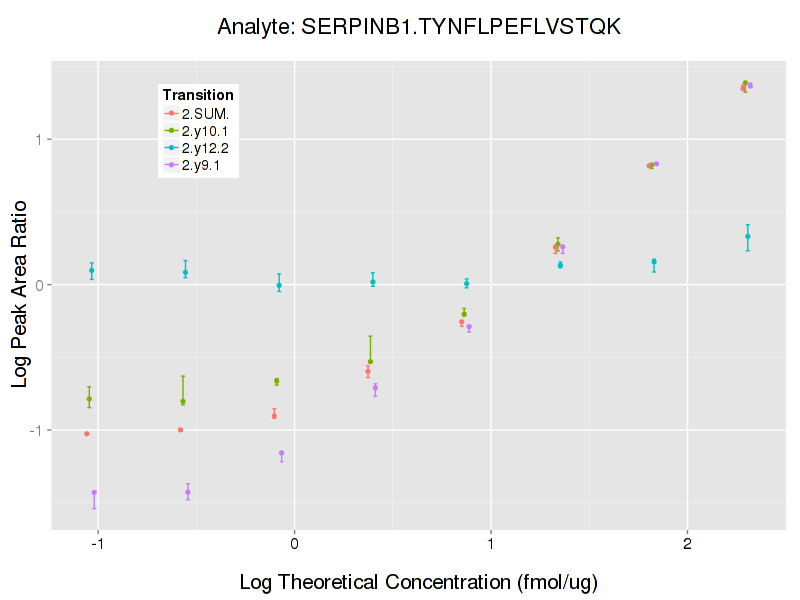 Analyte: SERPINB1.TYNFLPEFLVSTQK
Transition
2.SUM.
2.y10.1
2.y12.2
2.y9.1
Log Peak Area Ratio
1
0
-1
-1 0 1 2
Log Theoretical Concentration (fmol/ug)